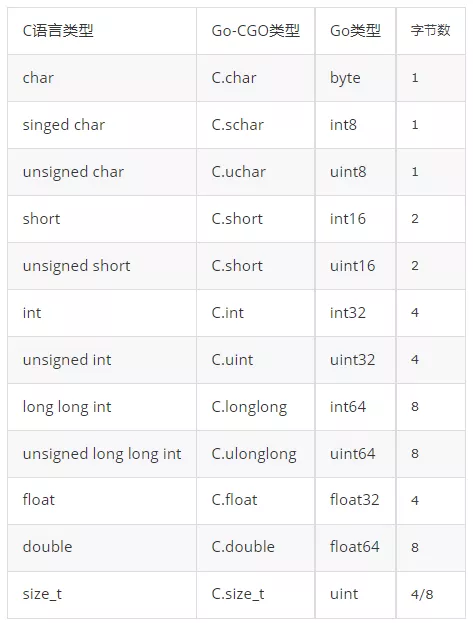 C语言类型 Go-CGO类型 Go类型 字节数
char C.char byte 1
singed char C.schar int8 1
unsigned char C.uchar uint8 1
short C.short int16 2
unsigned short C.short uint16 2
int C.int int32 4
unsigned int C.uint uint32 4
long long int C.longlong int64 8
unsigned long long int C.ulonglong uint64 8
float C.float float32 4
double C.double float64 8
size_t C.size_t uint 4/8